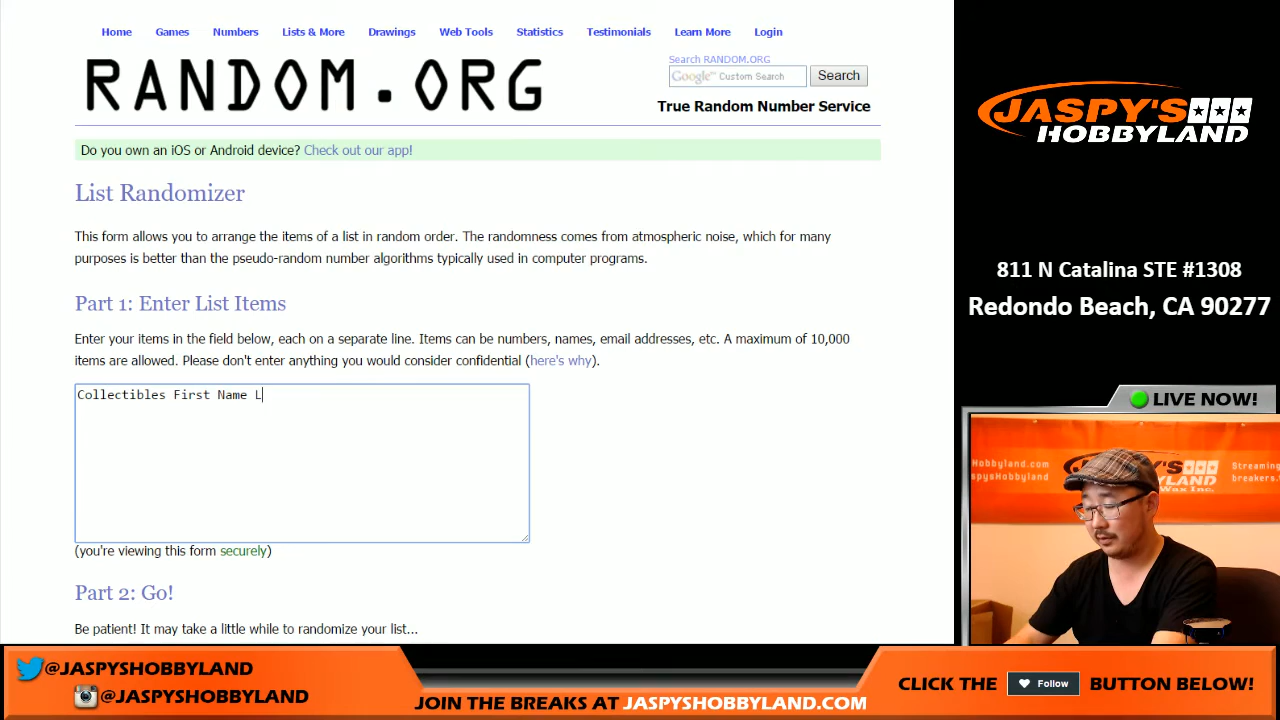 Home Games Numbers Lists & More Drawings Web Tools Statistics Testimonials Learn More Login
RANDOM.ORG
Search RANDOM.ORG
Google™ Custom Search Search
True Random Number Service
Do you own an iOS or Android device? Check out our app!
List Randomizer
This form allows you to arrange the items of a list in random order. The randomness comes from atmospheric noise, which for many
purposes is better than the pseudo-random number algorithms typically used in computer programs.
Part 1: Enter List Items
Enter your items in the field below, each on a separate line. Items can be numbers, names, email addresses, etc. A maximum of 10,000
items are allowed. Please don't enter anything you would consider confidential (here's why).
Collectibles First Name L
(you're viewing this form securely)
Part 2: Go!
Be patient! It may take a little while to randomize your list...
JASPY'S
HOBBYLAND
811 N Catalina STE #1308
Redondo Beach, CA 90277
LIVE NOW!
Hobbyland.com
aspysHobbyland
Streaming
breakers.
@JASPYSHOBBYLAND
@JASPYSHOBBYLAND
JOIN THE BREAKS AT JASPYSHOBBYLAND.COM
CLICK THE Follow BUTTON BELOW!